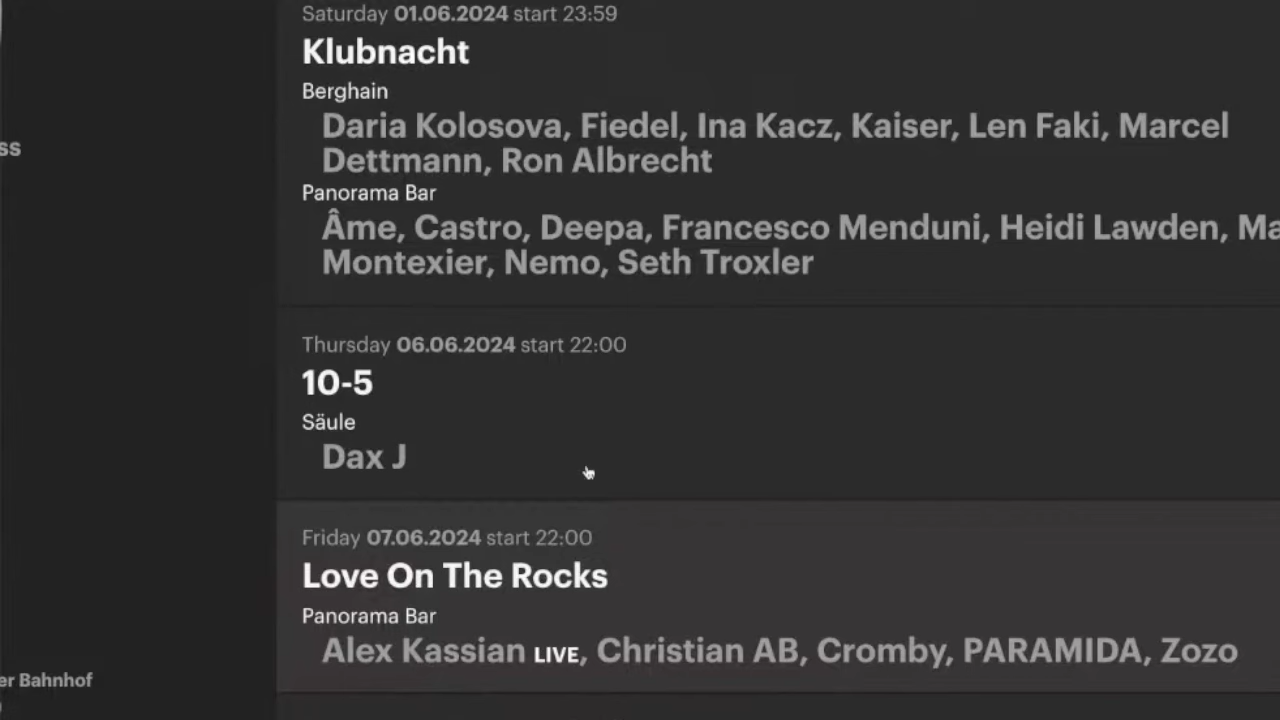 Saturday 01.06.2024 start 23:59
Klubnacht
Berghain
Daria Kolosova, Fiedel, Ina Kacz, Kaiser, Len Faki, Marcel
Dettmann, Ron Albrecht
Panorama Bar
Âme, Castro, Deepa, Francesco Menduni, Heidi Lawden, Ma
Montexier, Nemo, Seth Troxler
ss
Thursday 06.06.2024 start 22:00
10-5
Säule
Dax J
Friday 07.06.2024 start 22:00
Love On The Rocks
Panorama Bar
Alex Kassian LIVE, Christian AB, Cromby, PARAMIDA, Zozo
er Bahnhof